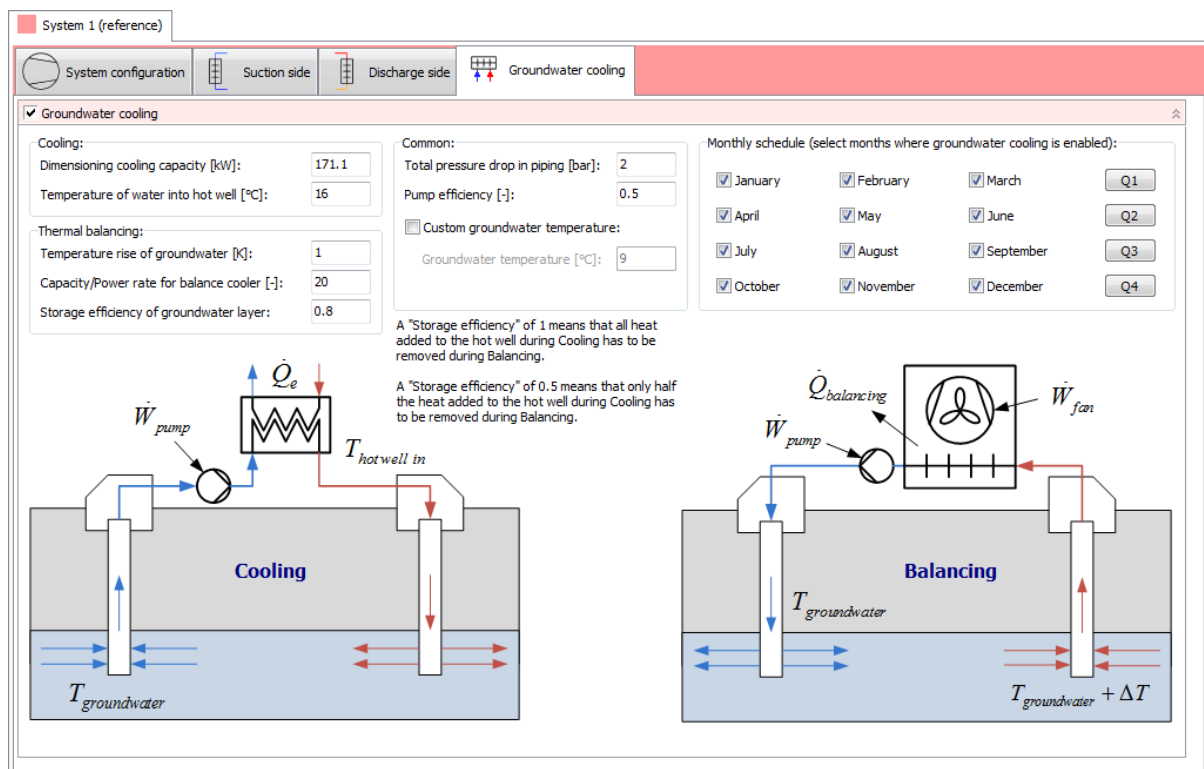 System 1 (reference)
System configuration
Suction side
Discharge side
Groundwater cooling
Groundwater cooling
Cooling:
Dimensioning cooling capacity [kW]: 171.1
Temperature of water into hot well [°C]: 16
Thermal balancing:
Temperature rise of groundwater [K]: 1
Capacity/Power rate for balance cooler [-]: 20
Storage efficiency of groundwater layer: 0.8
Common:
Total pressure drop in piping [bar]: 2
Pump efficiency [-]: 0.5
Custom groundwater temperature:
Groundwater temperature [°C]: 9
A "Storage efficiency" of 1 means that all heat
added to the hot well during Cooling has to be
removed during Balancing.
A "Storage efficiency" of 0.5 means that only half
the heat added to the hot well during Cooling has
to be removed during Balancing.
Monthly schedule (select months where groundwater cooling is enabled):
January February March Q1
April May June Q2
July August September Q3
October November December Q4
Q̇e
Ẇpump
Thotwell in
Cooling
Tgroundwater
Q̇balancing
Ẇfan
Ẇpump
Balancing
Tgroundwater
Tgroundwater + ΔT